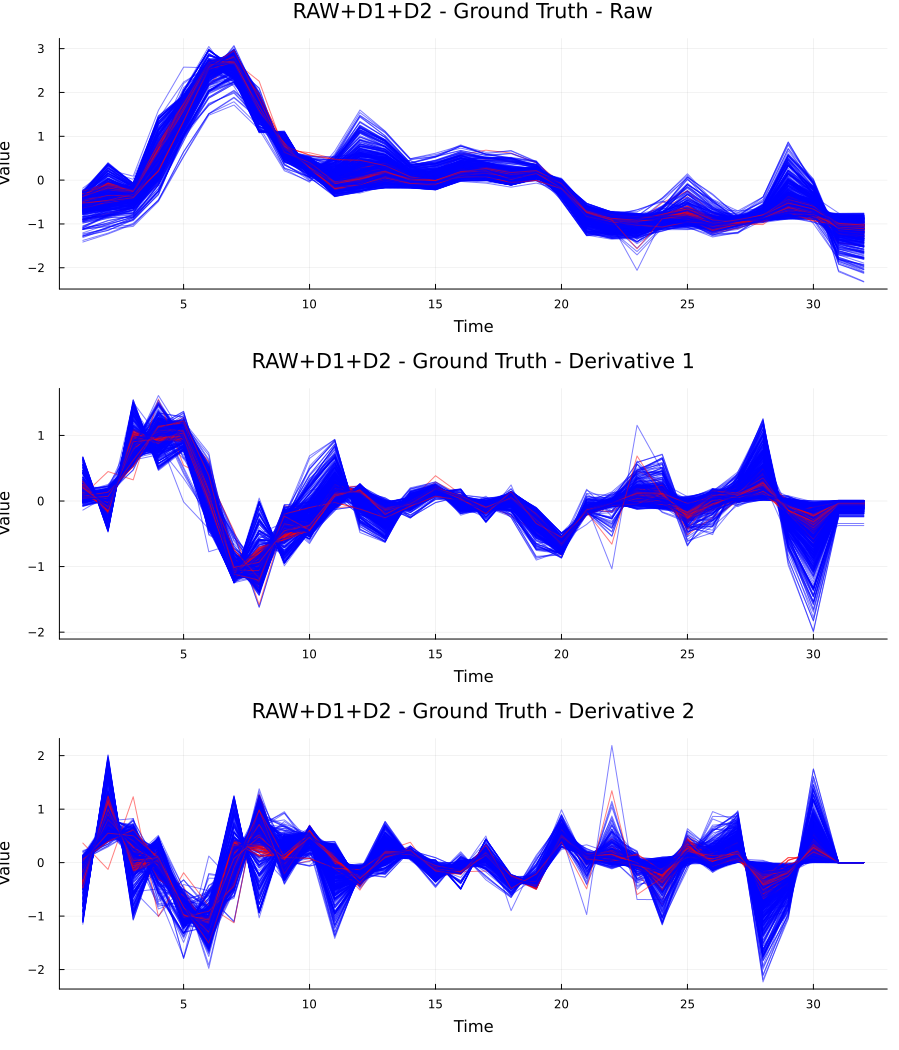 RAW+D1+D2 - Ground Truth - Raw
3
2
1
0
−1
−2
Value
5 10 15 20 25 30
Time
RAW+D1+D2 - Ground Truth - Derivative 1
1
0
−1
−2
Value
5 10 15 20 25 30
Time
RAW+D1+D2 - Ground Truth - Derivative 2
2
1
0
−1
−2
Value
5 10 15 20 25 30
Time